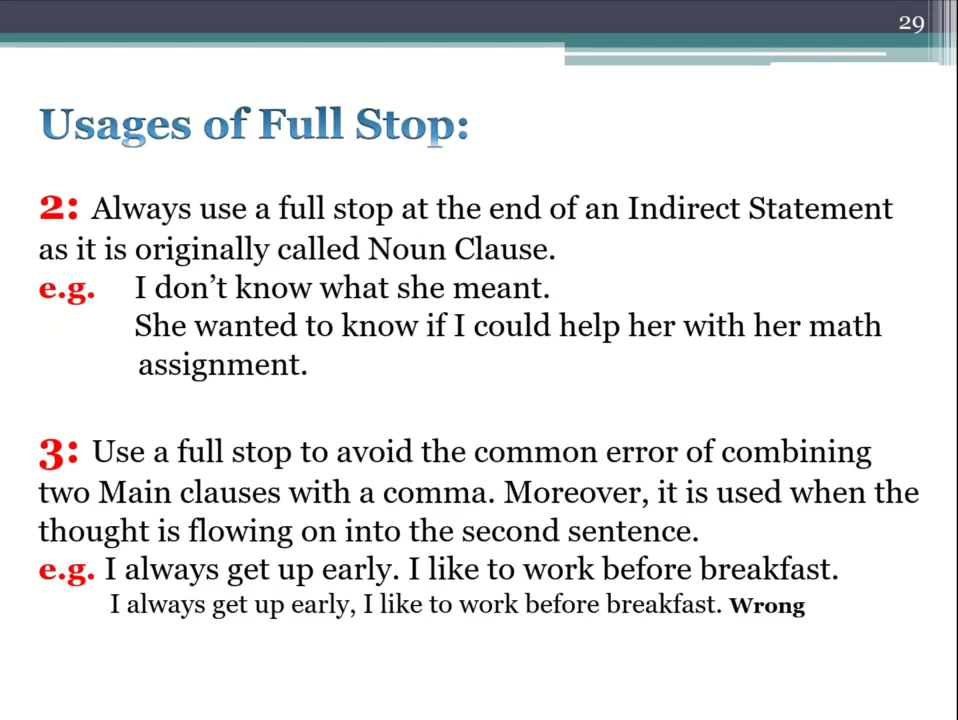 29
Usages of Full Stop:
2: Always use a full stop at the end of an Indirect Statement
as it is originally called Noun Clause.
e.g. I don’t know what she meant.
She wanted to know if I could help her with her math
assignment.
3: Use a full stop to avoid the common error of combining
two Main clauses with a comma. Moreover, it is used when the
thought is flowing on into the second sentence.
e.g. I always get up early. I like to work before breakfast.
I always get up early, I like to work before breakfast. Wrong